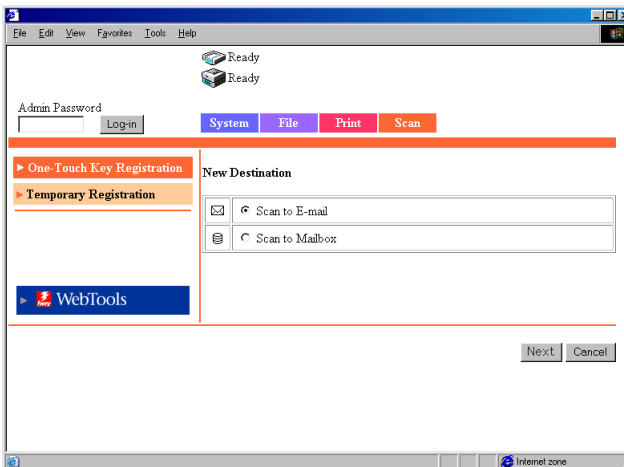 File Edit View Favorites Tools Help
Ready
Ready
Admin Password
Log-in
System File Print Scan
One-Touch Key Registration
Temporary Registration
New Destination
Scan to E-mail
Scan to Mailbox
fiery WebTools
Next Cancel
Internet zone